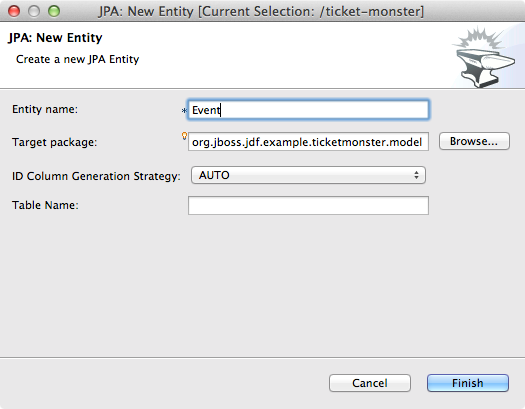 JPA: New Entity [Current Selection: /ticket-monster]
JPA: New Entity
Create a new JPA Entity
Entity name: * Event
Target package: org.jboss.jdf.example.ticketmonster.model Browse...
ID Column Generation Strategy: AUTO
Table Name:
Cancel Finish